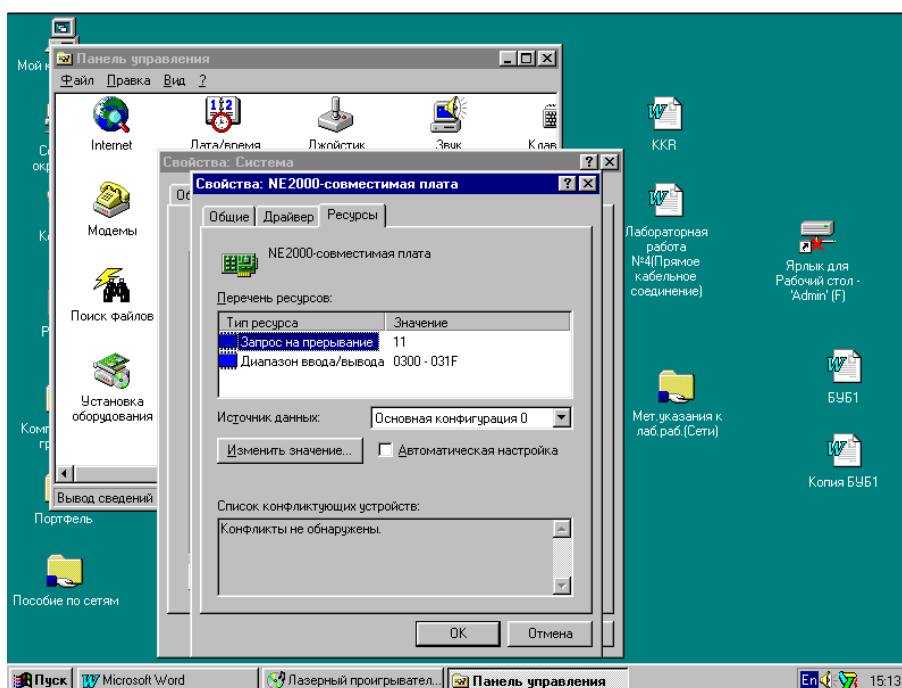 Мой
Панель управления
Файл Правка Вид ?
Internet
Дата/время
Джойстик
Звук
Клав
Модемы
Поиск файлов
Установка
оборудования
Вывод сведений
Портфель
Пособие по сетям
Свойства: Система
? 
Свойства: NE2000-совместимая плата
?
Общие Драйвер Ресурсы
NE2000-совместимая плата
Перечень ресурсов:
Тип ресурса Значение
Запрос на прерывание 11
Диапазон ввода/вывода 0300 - 031F
Источник данных: Основная конфигурация 0
Изменить значение... Автоматическая настройка
Список конфликтующих устройств:
Конфликты не обнаружены.
OK Отмена
KKR
Лабораторная
работа
№4(Прямое
кабельное
соединение)
Ярлык для
Рабочий стол -
'Admin' (F)
Мет.указания к
лаб.раб.(Сети)
БУБ1
Копия БУБ1
Пуск Microsoft Word Лазерный проигрывател... Панель управления En 15:13